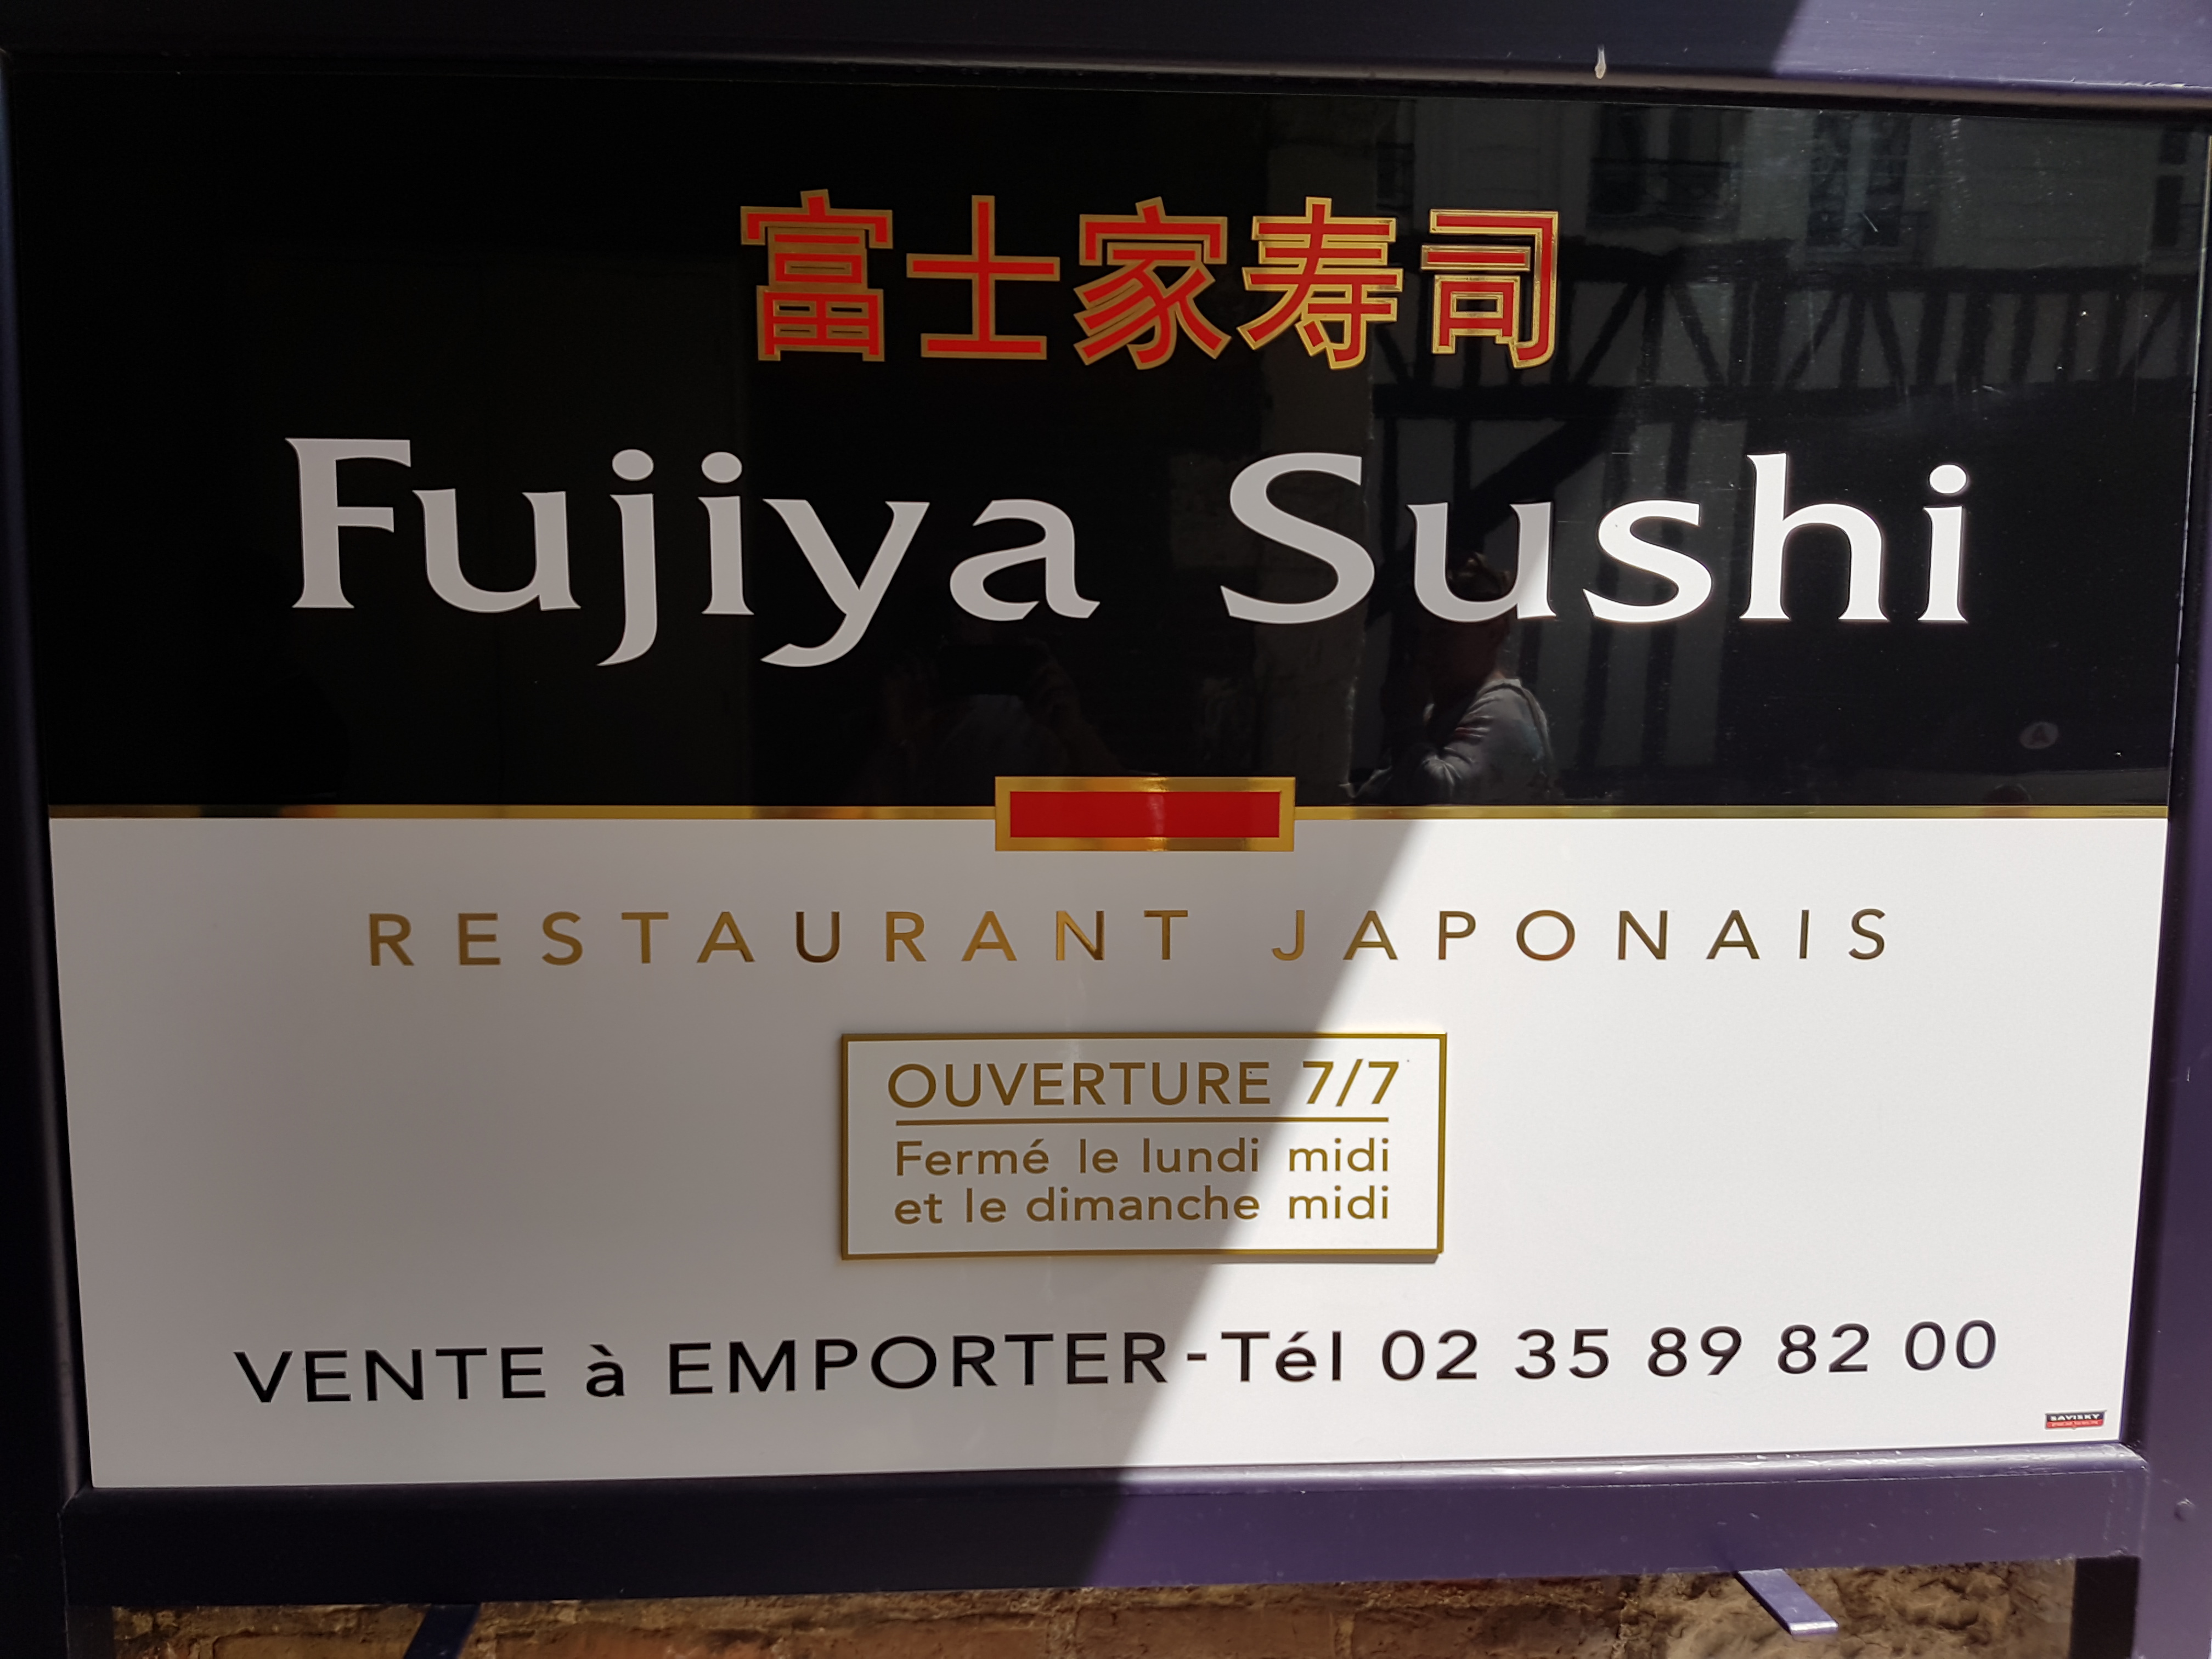 富士家寿司
Fujiya Sushi
RESTAURANT JAPONAIS
OUVERTURE 7/7
Fermé le lundi midi
et le dimanche midi
VENTE à EMPORTER - Tél 02 35 89 82 00
SAVISKY